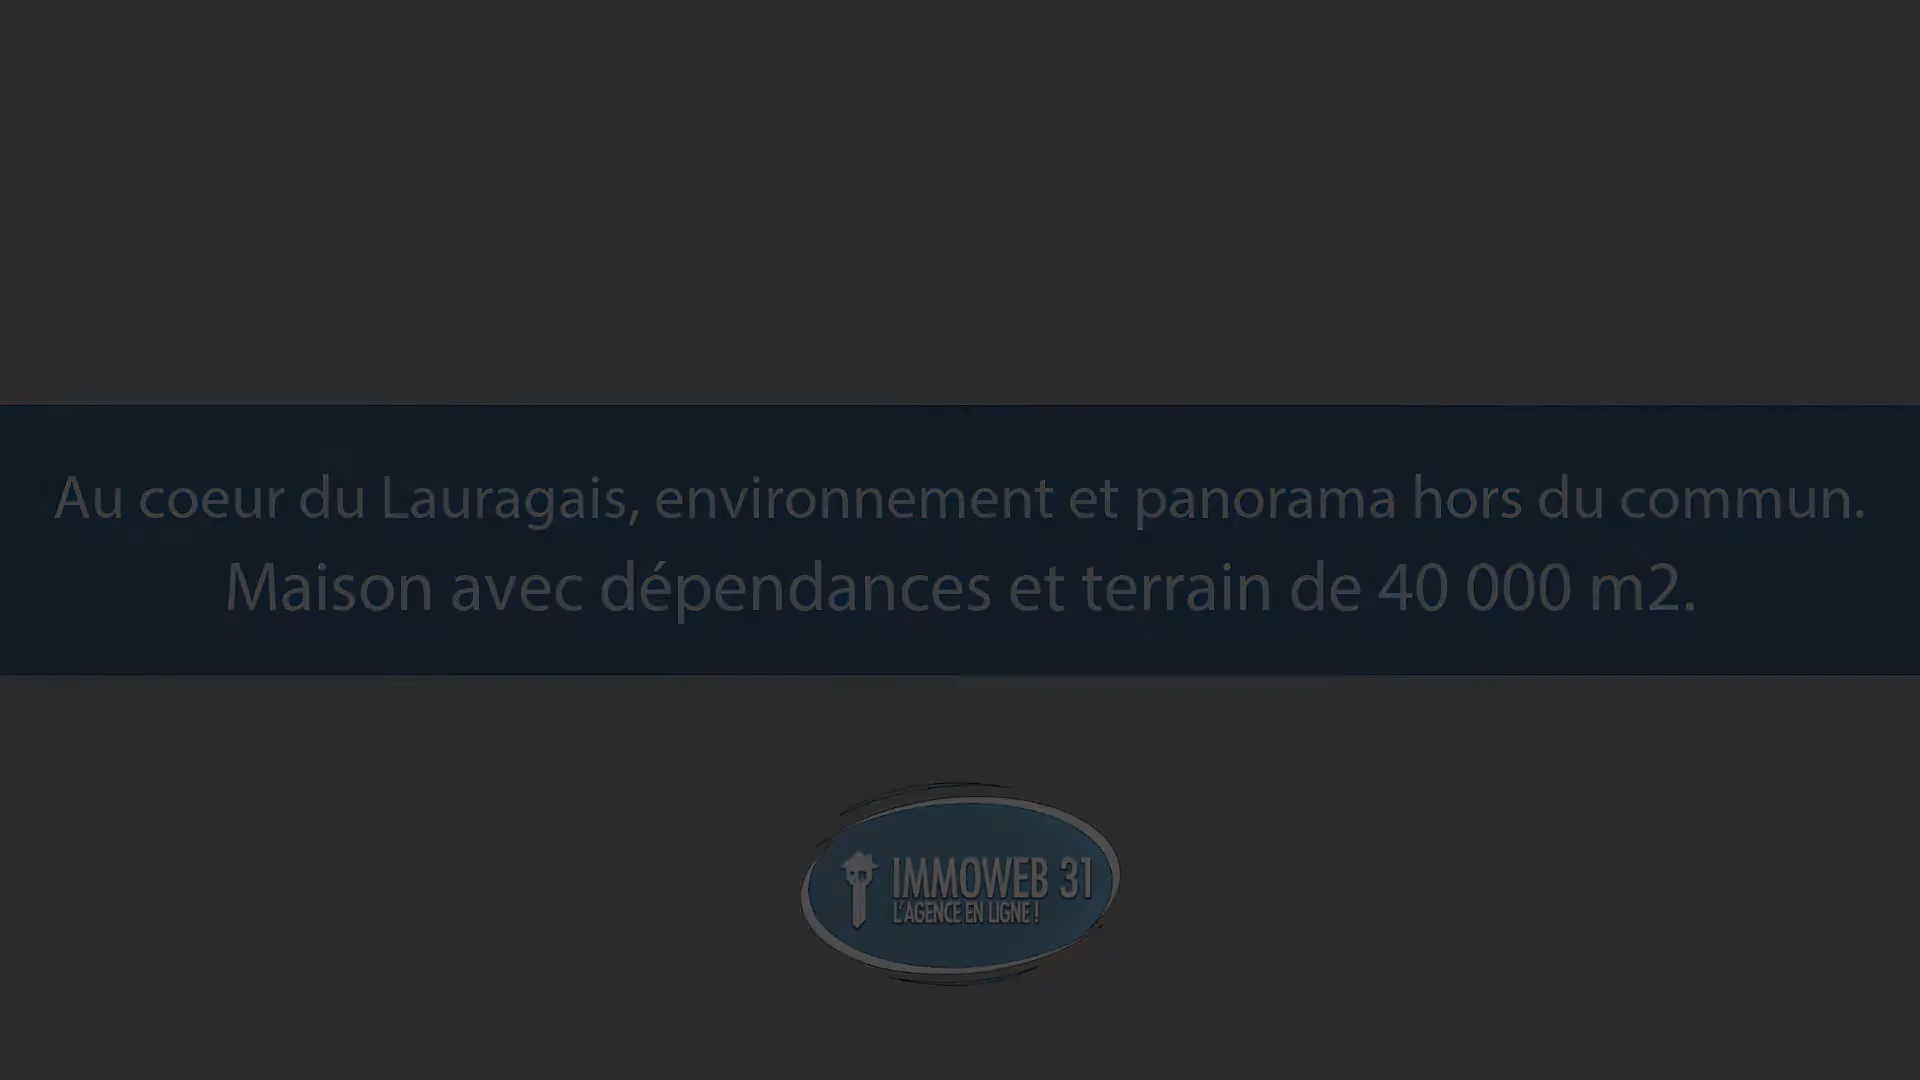 Au coeur du Lauragais, environnement et panorama hors du commun.
Maison avec dépendances et terrain de 40 000 m2.
IMMOWEB 31
L'AGENCE EN LIGNE !